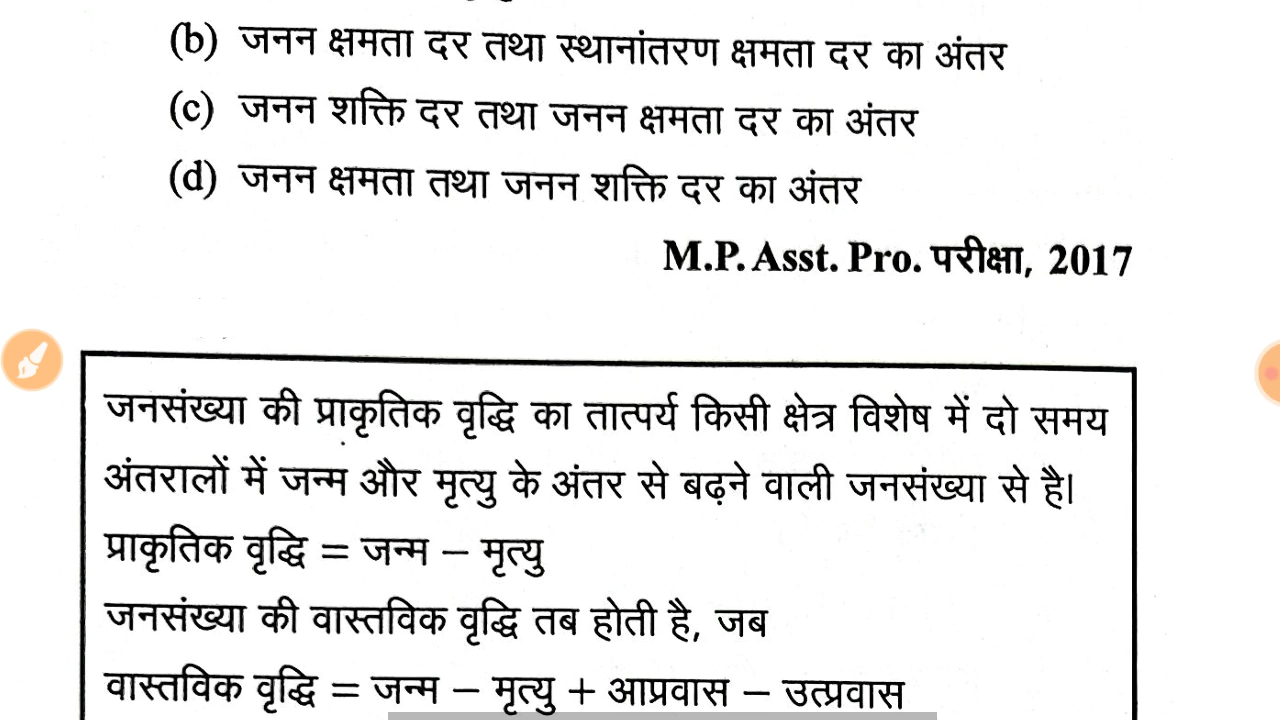 (b) जनन क्षमता दर तथा स्थानांतरण क्षमता दर का अंतर
(c) जनन शक्ति दर तथा जनन क्षमता दर का अंतर
(d) जनन क्षमता तथा जनन शक्ति दर का अंतर
M.P. Asst. Pro. परीक्षा, 2017
जनसंख्या की प्राकृतिक वृद्धि का तात्पर्य किसी क्षेत्र विशेष में दो समय
अंतरालों में जन्म और मृत्यु के अंतर से बढ़ने वाली जनसंख्या से है।
प्राकृतिक वृद्धि = जन्म – मृत्यु
जनसंख्या की वास्तविक वृद्धि तब होती है, जब
वास्तविक वृद्धि = जन्म – मृत्यु + आप्रवास – उत्प्रवास